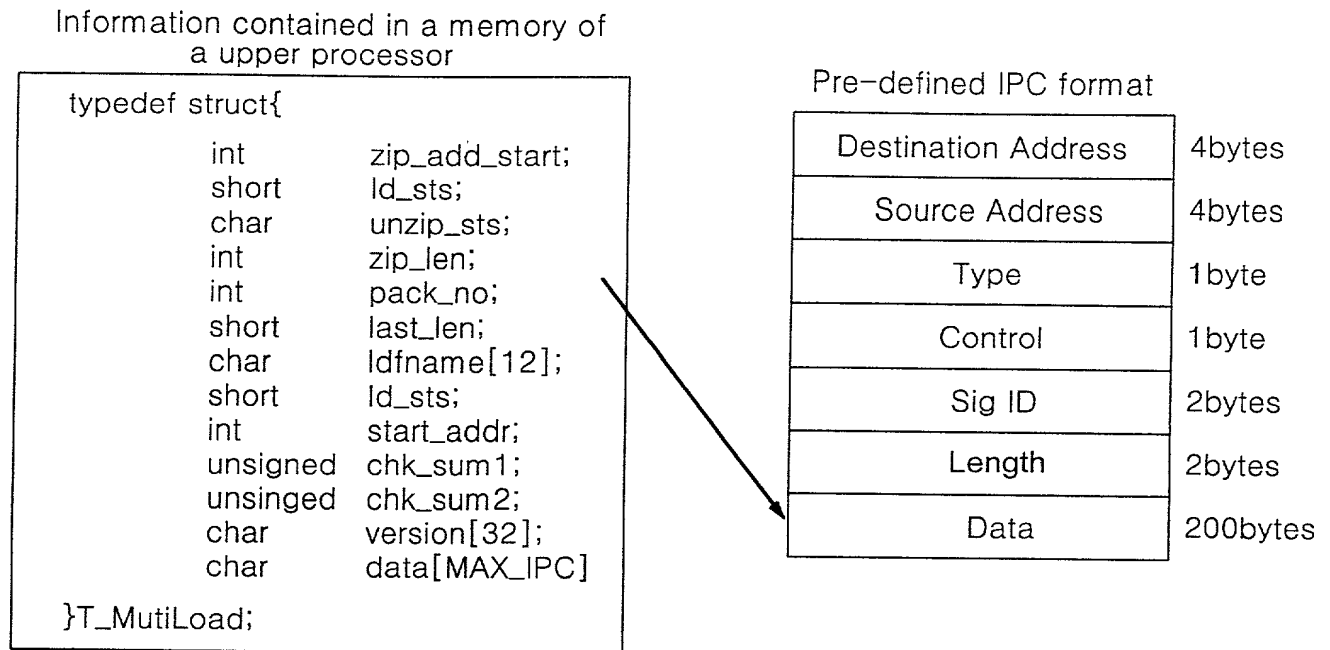 Information contained in a memory of
a upper processor
typedef struct{
int zip_add_start;
short ld_sts;
char unzip_sts;
int zip_len;
int pack_no;
short last_len;
char ldfname[12];
short ld_sts;
int start_addr;
unsigned chk_sum1;
unsinged chk_sum2;
char version[32];
char data[MAX_IPC]
}T_MutiLoad;
Pre-defined IPC format
Destination Address 4bytes
Source Address 4bytes
Type 1byte
Control 1byte
Sig ID 2bytes
Length 2bytes
Data 200bytes